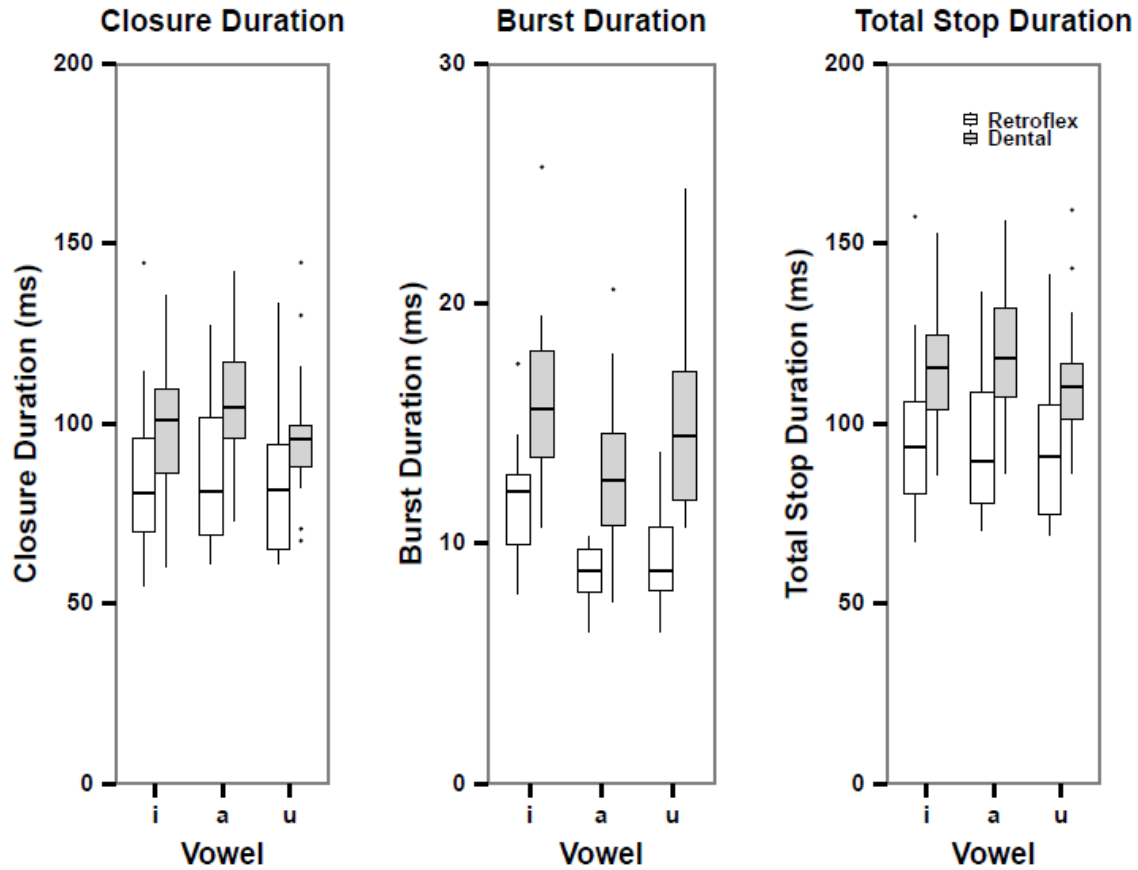 Closure Duration
Closure Duration (ms)
200
150
100
50
0
i a u
Vowel
Burst Duration
Burst Duration (ms)
30
20
10
0
i a u
Vowel
Total Stop Duration
Total Stop Duration (ms)
200
150
100
50
0
Retroflex
Dental
i a u
Vowel